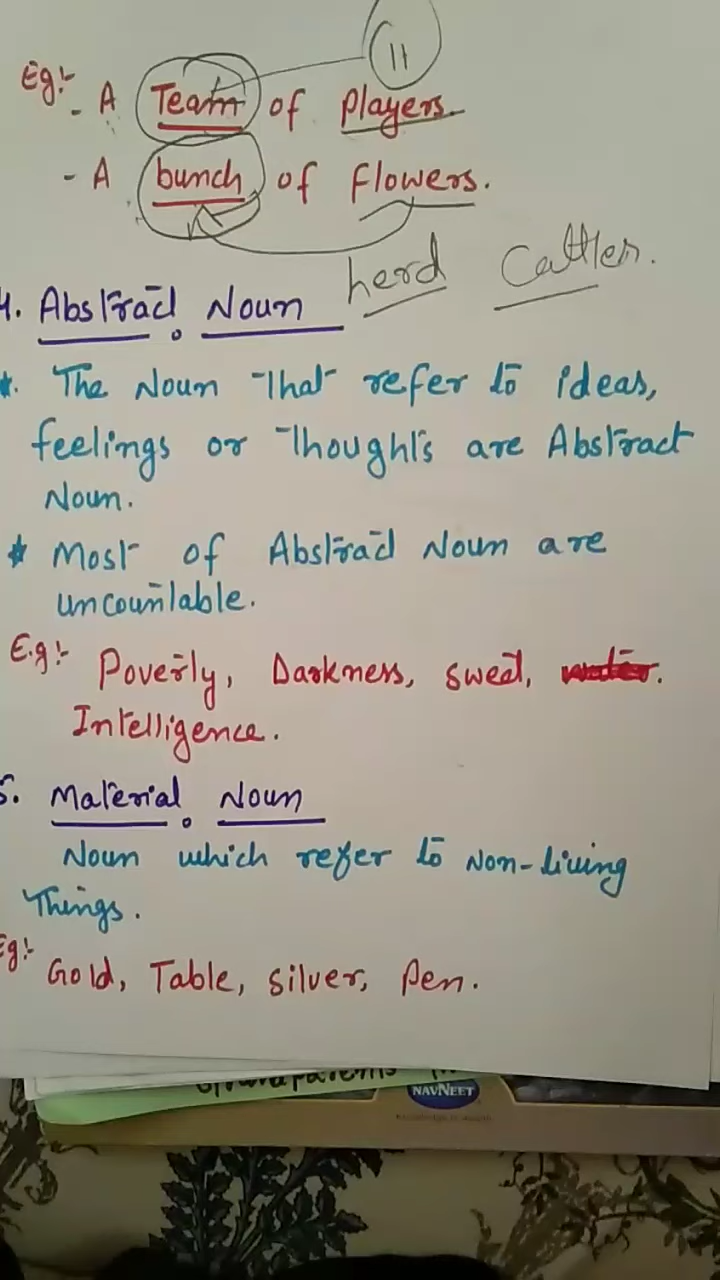 11
Eg:-
- A Team of Players.
- A bunch of Flowers.
herd Cattles.
4. Abstract Noun
*. The Noun That refer to ideas,
feelings or Thoughts are Abstract
Noun.
* Most of Abstract Noun are
uncountable.
E.g:- Poverty, Darkness, Sweet, water.
Intelligence.
5. Material Noun
Noun which refer to Non-living
Things.
Eg:- Gold, Table, Silver, Pen.
Grandparents
NAVNEET